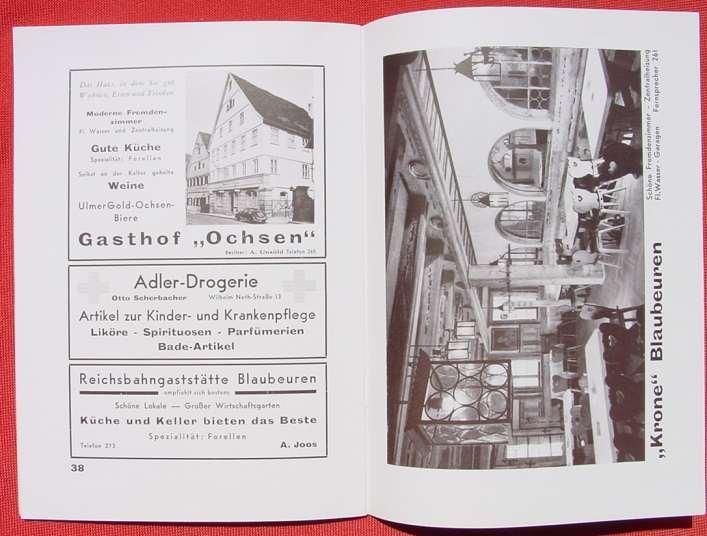 Das Haus, in dem Sie gut
Wohnen, Essen und Trinken
Moderne Fremden-
zimmer
Fl. Wasser und Zentralheizung
Gute Küche
Spezialität: Forellen
Selbst an der Kelter geholte
Weine
UlmerGold-Ochsen-
Biere
Gasthof „Ochsen“
Besitzer: A. Unsöld Telefon 265
Adler-Drogerie
Otto Scherbacher Wilhelm Neth-Straße 13
Artikel zur Kinder- und Krankenpflege
Liköre - Spirituosen - Parfümerien
Bade-Artikel
Reichsbahngaststätte Blaubeuren
empfiehlt sich bestens
Schöne Lokale — Großer Wirtschaftsgarten
Küche und Keller bieten das Beste
Spezialität: Forellen
Telefon 273 A. Joos
38
„Krone“ Blaubeuren
Schöne Fremdenzimmer - Zentralheizung
Fl. Wasser - Garagen Fernsprecher 261